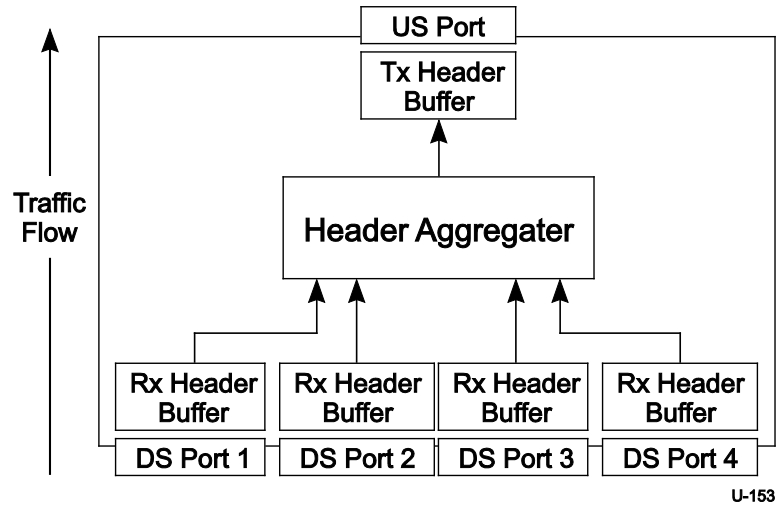 US Port
Tx Header
Buffer
Traffic
Flow
Header Aggregater
Rx Header
Buffer
Rx Header
Buffer
Rx Header
Buffer
Rx Header
Buffer
DS Port 1
DS Port 2
DS Port 3
DS Port 4
U-153